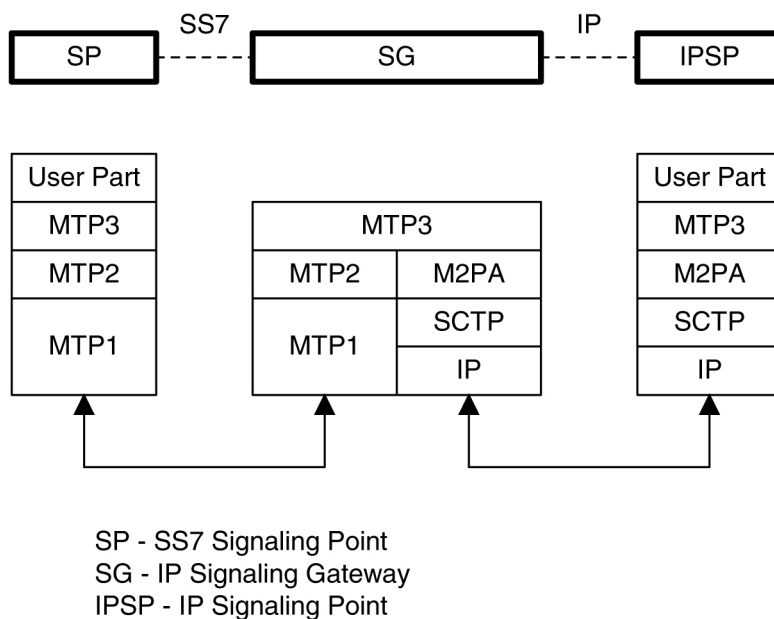 SS7 IP
SP SG IPSP
User Part User Part
MTP3 MTP3 MTP3
MTP2 MTP2 M2PA M2PA
SCTP SCTP
MTP1 MTP1
IP IP
SP - SS7 Signaling Point
SG - IP Signaling Gateway
IPSP - IP Signaling Point